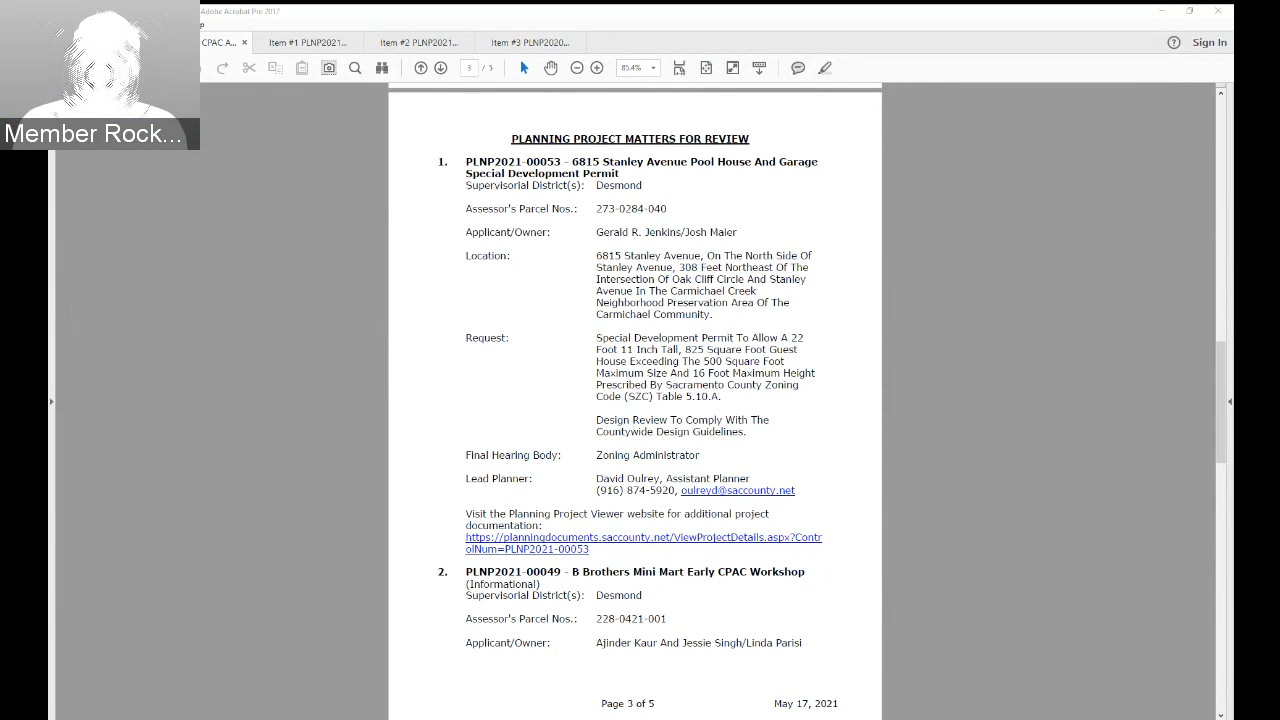 Adobe Acrobat Pro 2017
p
CPAC A... × Item #1 PLNP2021... Item #2 PLNP2021... Item #3 PLNP2020... Sign In
3 / 5 85.4%
Member Rock...
PLANNING PROJECT MATTERS FOR REVIEW
1. PLNP2021-00053 - 6815 Stanley Avenue Pool House And Garage
Special Development Permit
Supervisorial District(s): Desmond
Assessor's Parcel Nos.: 273-0284-040
Applicant/Owner: Gerald R. Jenkins/Josh Maier
Location: 6815 Stanley Avenue, On The North Side Of
Stanley Avenue, 308 Feet Northeast Of The
Intersection Of Oak Cliff Circle And Stanley
Avenue In The Carmichael Creek
Neighborhood Preservation Area Of The
Carmichael Community.
Request: Special Development Permit To Allow A 22
Foot 11 Inch Tall, 825 Square Foot Guest
House Exceeding The 500 Square Foot
Maximum Size And 16 Foot Maximum Height
Prescribed By Sacramento County Zoning
Code (SZC) Table 5.10.A.
Design Review To Comply With The
Countywide Design Guidelines.
Final Hearing Body: Zoning Administrator
Lead Planner: David Oulrey, Assistant Planner
(916) 874-5920, oulreyd@saccounty.net
Visit the Planning Project Viewer website for additional project
documentation:
https://planningdocuments.saccounty.net/ViewProjectDetails.aspx?Contr
olNum=PLNP2021-00053
2. PLNP2021-00049 - B Brothers Mini Mart Early CPAC Workshop
(Informational)
Supervisorial District(s): Desmond
Assessor's Parcel Nos.: 228-0421-001
Applicant/Owner: Ajinder Kaur And Jessie Singh/Linda Parisi
Page 3 of 5 May 17, 2021